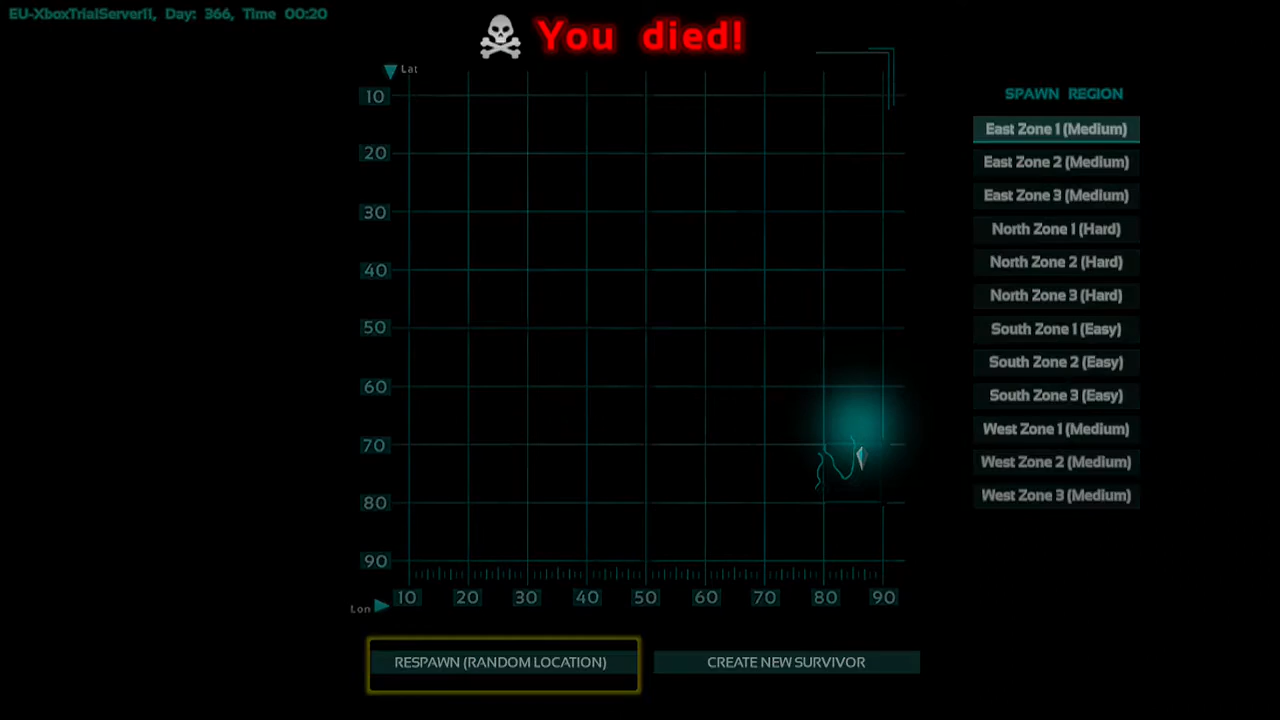 EU-XboxTrialServer11, Day: 366, Time 00:20
You died!
Lat
10
20
30
40
50
60
70
80
90
Lon
10 20 30 40 50 60 70 80 90
SPAWN REGION
East Zone 1 (Medium)
East Zone 2 (Medium)
East Zone 3 (Medium)
North Zone 1 (Hard)
North Zone 2 (Hard)
North Zone 3 (Hard)
South Zone 1 (Easy)
South Zone 2 (Easy)
South Zone 3 (Easy)
West Zone 1 (Medium)
West Zone 2 (Medium)
West Zone 3 (Medium)
RESPAWN (RANDOM LOCATION)
CREATE NEW SURVIVOR